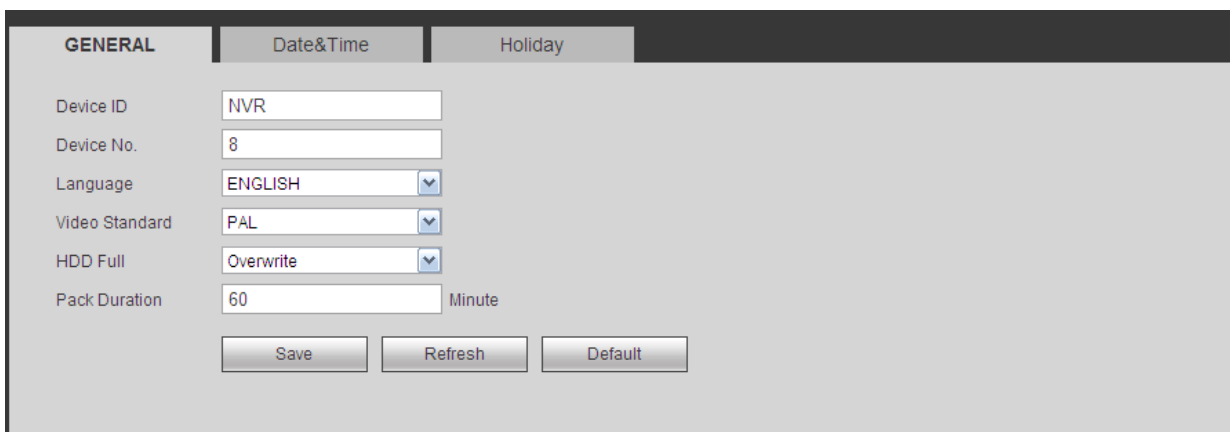 GENERAL Date&Time Holiday
Device ID NVR
Device No. 8
Language ENGLISH
Video Standard PAL
HDD Full Overwrite
Pack Duration 60 Minute
Save Refresh Default